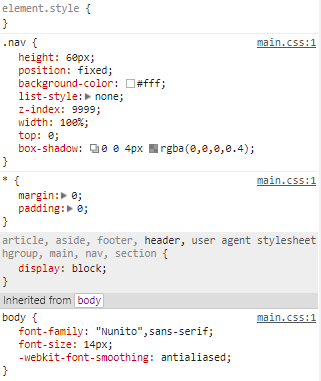 element.style {
}
.nav { main.css:1
height: 60px;
position: fixed;
background-color: #fff;
list-style: none;
z-index: 9999;
width: 100%;
top: 0;
box-shadow: 0 0 4px rgba(0,0,0,0.4);
}
* { main.css:1
margin: 0;
padding: 0;
}
article, aside, footer, header, user agent stylesheet
hgroup, main, nav, section {
display: block;
}
Inherited from body
body { main.css:1
font-family: "Nunito",sans-serif;
font-size: 14px;
-webkit-font-smoothing: antialiased;
}